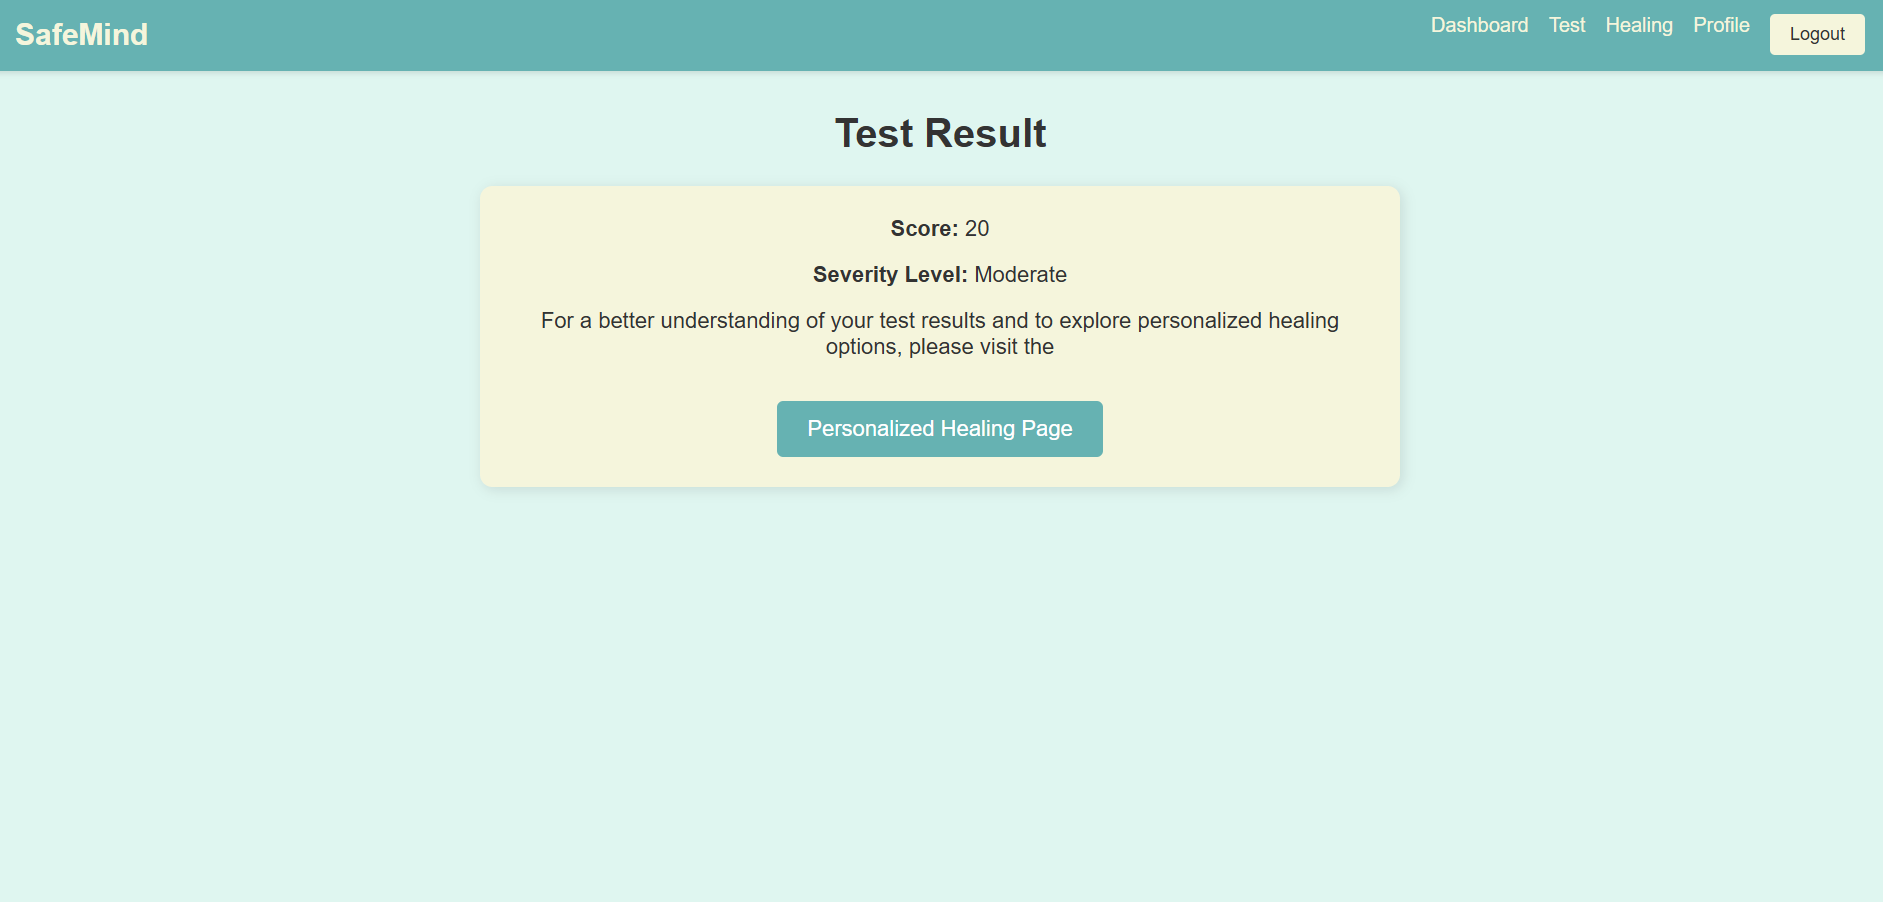 SafeMind
Dashboard Test Healing Profile Logout
Test Result
Score: 20
Severity Level: Moderate
For a better understanding of your test results and to explore personalized healing
options, please visit the
Personalized Healing Page